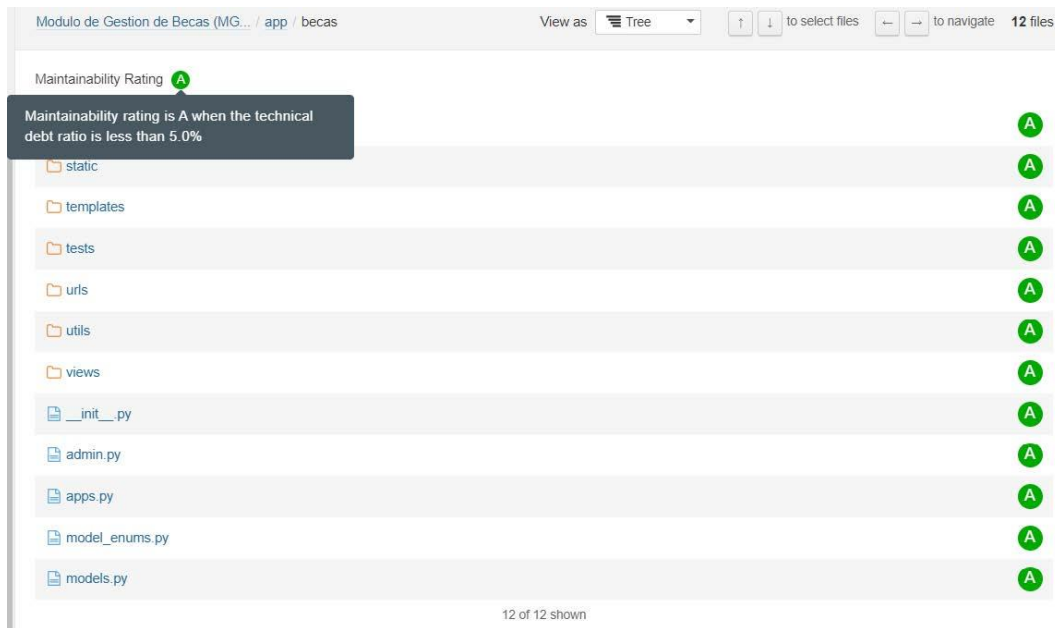 Modulo de Gestion de Becas (MG... / app / becas View as Tree ↑ ↓ to select files ← → to navigate 12 files
Maintainability Rating A
Maintainability rating is A when the technical
debt ratio is less than 5.0%
A
static A
templates A
tests A
urls A
utils A
views A
__init__.py A
admin.py A
apps.py A
model_enums.py A
models.py A
12 of 12 shown